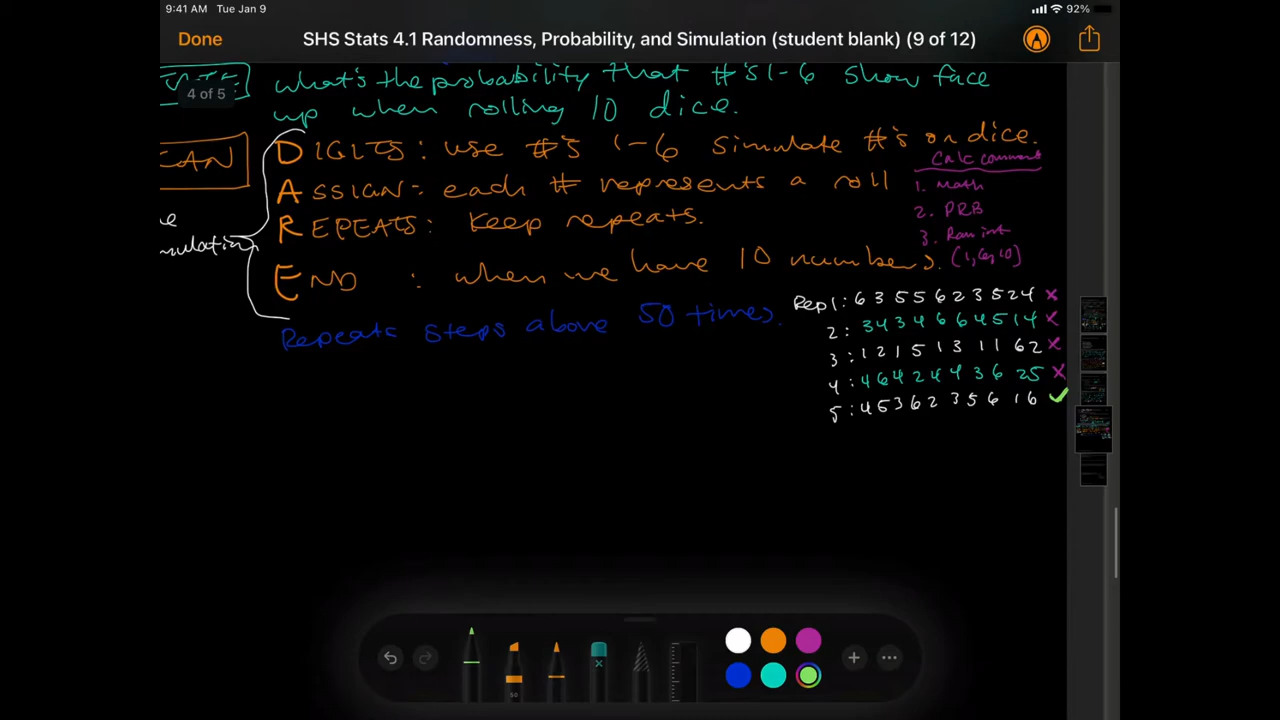 9:41 AM Tue Jan 9
92%
Done
SHS Stats 4.1 Randomness, Probability, and Simulation (student blank) (9 of 12)
4 of 5
what's the probability that #'s 1-6 show face
up when rolling 10 dice.
DIGITS: use #'s 1-6 simulate #'s on dice.
ASSIGN: each # represents a roll
REPEATS: Keep repeats.
END : when we have 10 numbers.
Repeat steps above 50 times.
Calc command
1. Math
2. PRB
3. Ran int
(1,6,10)
Rep 1: 6 3 5 5 6 2 3 5 2 4 x
2: 3 4 3 4 6 6 4 5 1 4 x
3: 1 2 1 5 1 3 1 1 6 2 x
4: 4 6 4 2 4 4 3 6 2 5 x
5: 4 5 3 6 2 3 5 6 1 6 ✓
50